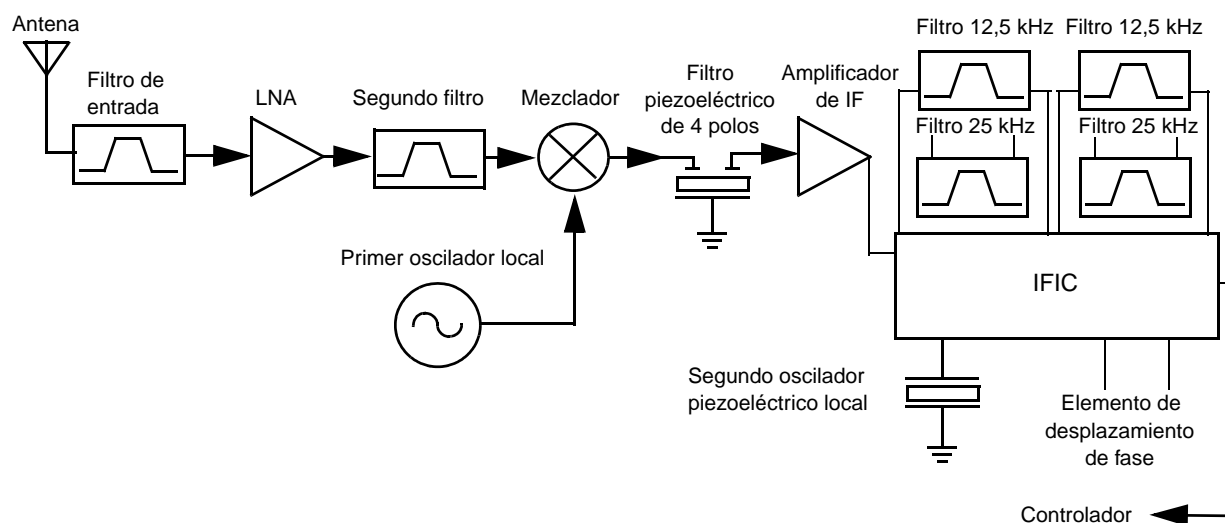 Antena
Filtro de
entrada
LNA
Segundo filtro
Mezclador
Filtro
piezoeléctrico
de 4 polos
Amplificador
de IF
Filtro 12,5 kHz
Filtro 12,5 kHz
Filtro 25 kHz
Filtro 25 kHz
Primer oscilador local
IFIC
Segundo oscilador
piezoeléctrico local
Elemento de
desplazamiento
de fase
Controlador